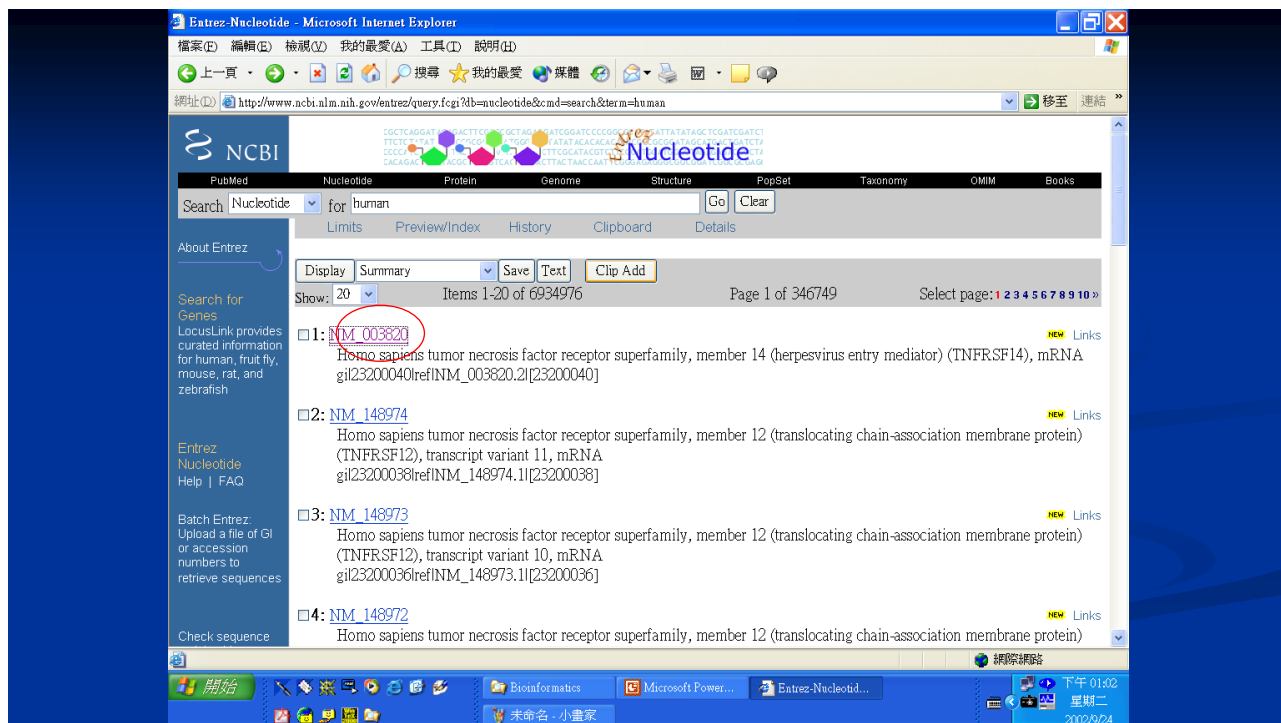 Entrez-Nucleotide - Microsoft Internet Explorer
檔案(F) 編輯(E) 檢視(V) 我的最愛(A) 工具(T) 說明(H)
上一頁 搜尋 我的最愛 媒體
網址(D) http://www.ncbi.nlm.nih.gov/entrez/query.fcgi?db=nucleotide&cmd=search&term=human 移至 連結 »
NCBI
Entrez Nucleotide
PubMed Nucleotide Protein Genome Structure PopSet Taxonomy OMIM Books
Search Nucleotide for human Go Clear
Limits Preview/Index History Clipboard Details
About Entrez
Display Summary Save Text Clip Add
Show: 20 Items 1-20 of 6934976 Page 1 of 346749 Select page: 1 2 3 4 5 6 7 8 9 10 »
Search for
Genes
LocusLink provides
curated information
for human, fruit fly,
mouse, rat, and
zebrafish
1: NM_003820 NEW Links
Homo sapiens tumor necrosis factor receptor superfamily, member 14 (herpesvirus entry mediator) (TNFRSF14), mRNA
gi|23200040|ref|NM_003820.2|[23200040]
2: NM_148974 NEW Links
Homo sapiens tumor necrosis factor receptor superfamily, member 12 (translocating chain-association membrane protein)
(TNFRSF12), transcript variant 11, mRNA
gi|23200038|ref|NM_148974.1|[23200038]
Entrez
Nucleotide
Help | FAQ
Batch Entrez:
Upload a file of GI
or accession
numbers to
retrieve sequences
3: NM_148973 NEW Links
Homo sapiens tumor necrosis factor receptor superfamily, member 12 (translocating chain-association membrane protein)
(TNFRSF12), transcript variant 10, mRNA
gi|23200036|ref|NM_148973.1|[23200036]
4: NM_148972 NEW Links
Homo sapiens tumor necrosis factor receptor superfamily, member 12 (translocating chain-association membrane protein)
Check sequence
網際網路
開始 Bioinformatics Microsoft Power... Entrez-Nucleotid... 下午 01:02
未命名 - 小畫家 星期二
2002/9/24